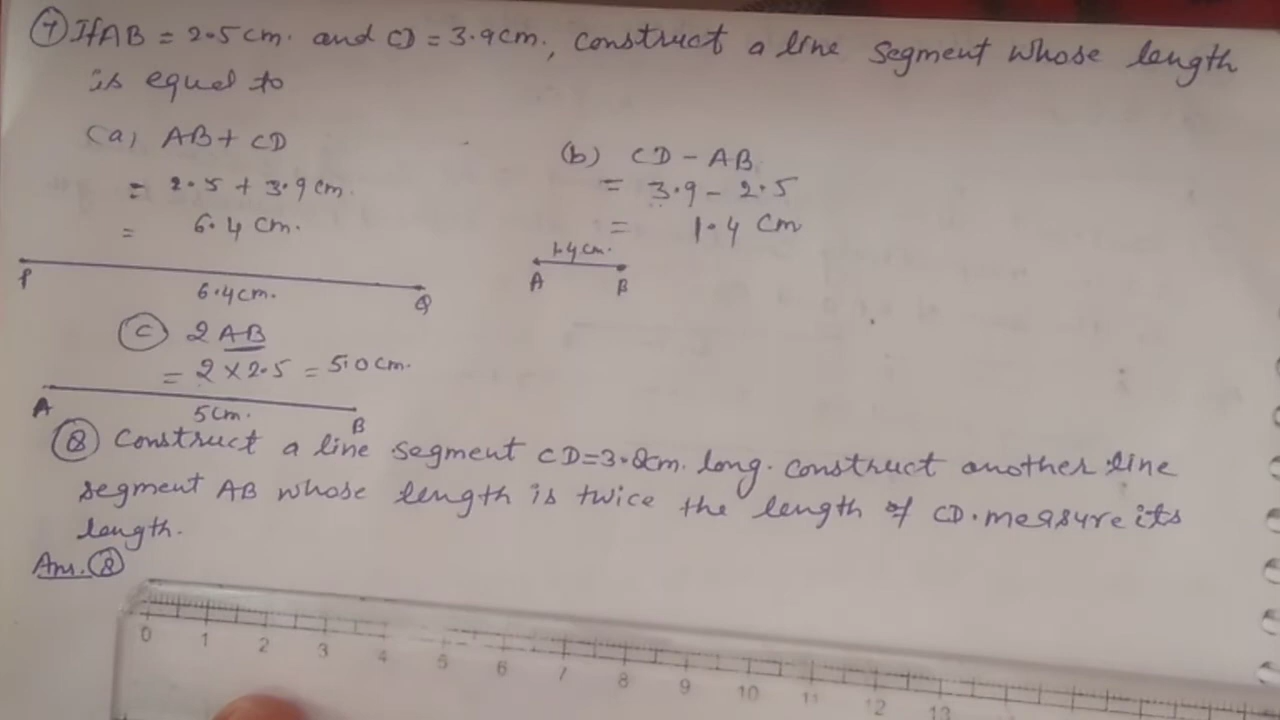 ⑦ If AB = 2.5 cm. and CD = 3.9 cm., construct a line segment whose length
is equal to
(a) AB + CD
= 2.5 + 3.9 cm.
= 6.4 cm.
P Q
6.4 cm.
(b) CD - AB
= 3.9 - 2.5
= 1.4 cm
1.4 cm.
A B
Ⓒ 2 AB
= 2 × 2.5 = 5.0 cm.
A B
5 cm.
⑧ Construct a line segment CD = 3.8 cm. long. construct another line
segment AB whose length is twice the length of CD. measure its
length.
Ans. ⑧
0 1 2 3 4 5 6 7 8 9 10 11 12 13